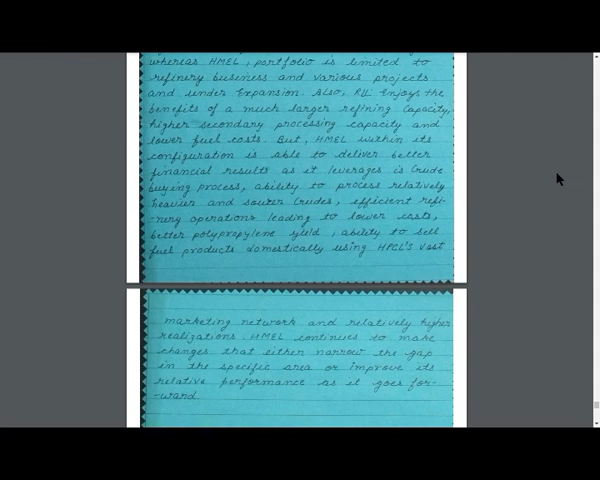 whereas HMEL, portfolio is limited to
refinery business and various projects
and under Expansion. Also, RIL Enjoys the
benefits of a much larger refining Capacity,
higher secondary processing capacity and
lower fuel costs. But, HMEL within its
configuration is able to deliver better
financial results as it leverages is Crude
buying process, ability to process relatively
heavier and sourer Crudes, efficient refi-
-nery operations leading to lower costs,
better polypropylene yield, ability to sell
fuel products domestically using HPCL'S vast
marketing network and relatively higher
realizations. HMEL continues to make
changes that either narrow the gap
in the specific area or improve its
relative performance as it goes for-
-ward.